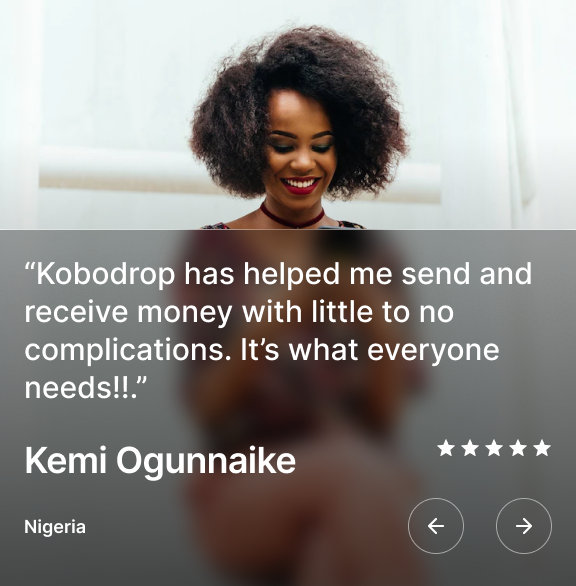 “Kobodrop has helped me send and
receive money with little to no
complications. It’s what everyone
needs!!.”
Kemi Ogunnaike
Nigeria